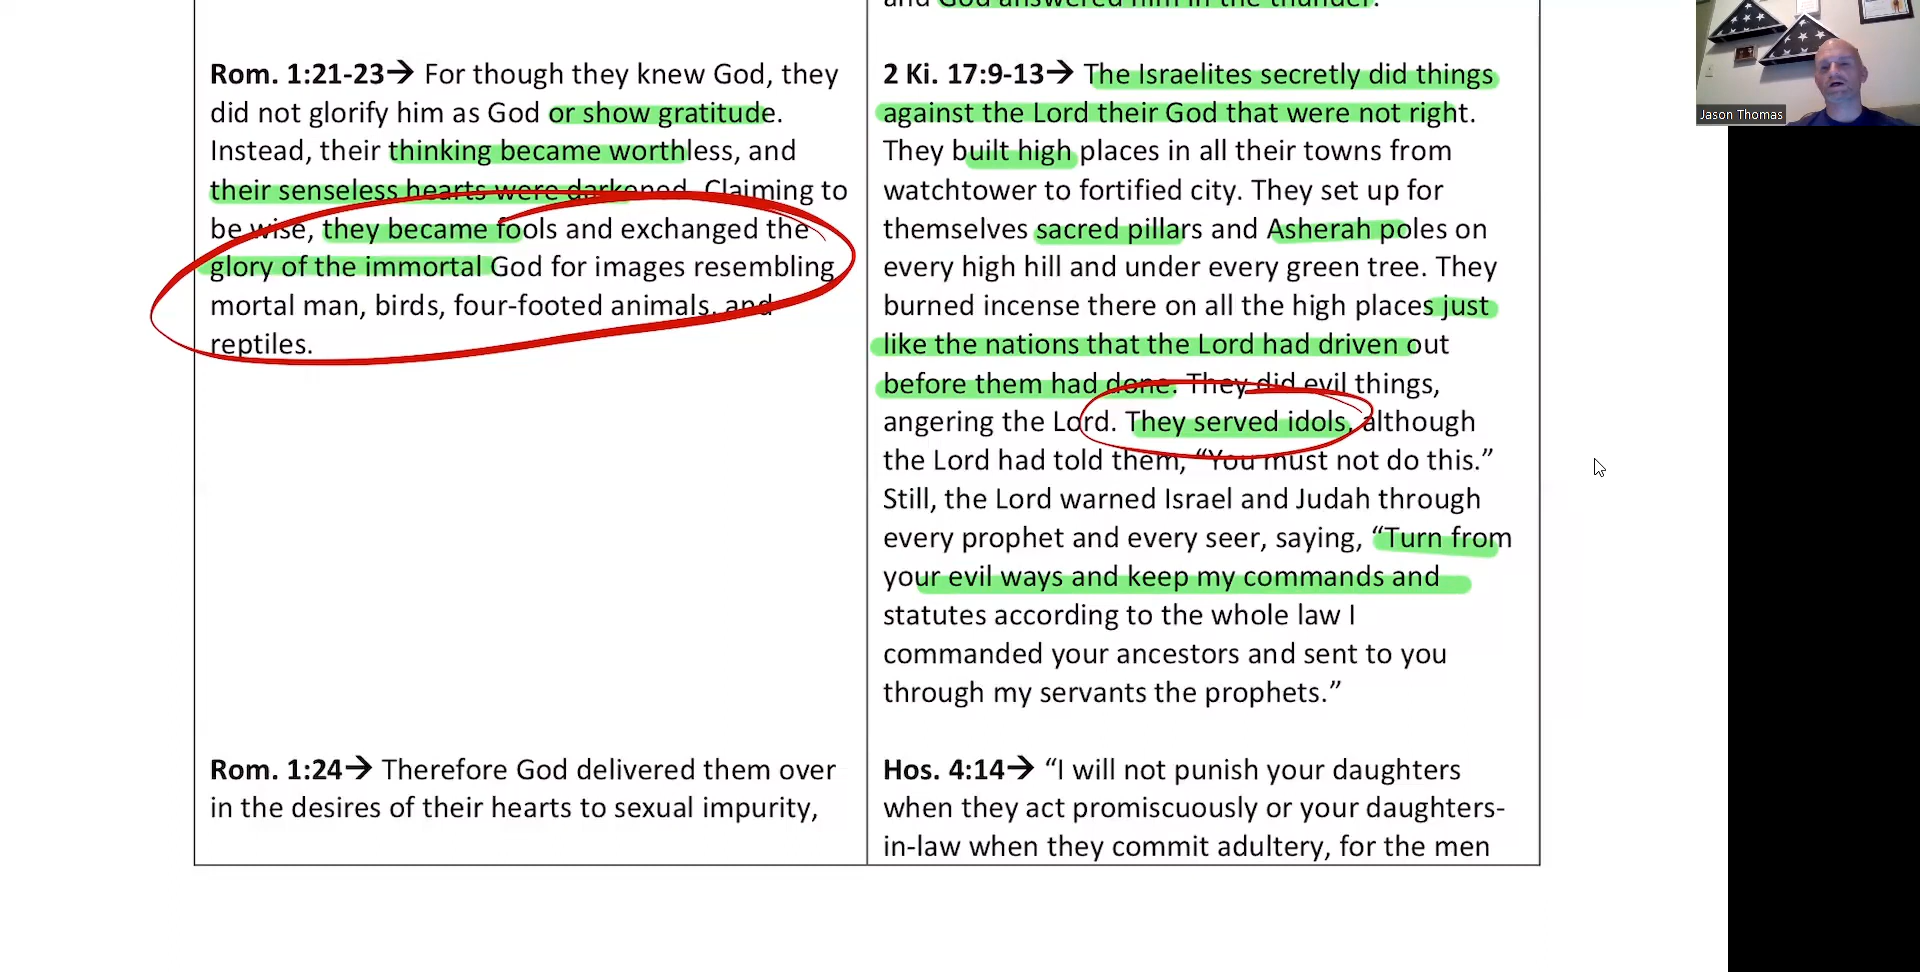 and God answered him in the thunder.
Rom. 1:21-23→ For though they knew God, they
did not glorify him as God or show gratitude.
Instead, their thinking became worthless, and
their senseless hearts were darkened. Claiming to
be wise, they became fools and exchanged the
glory of the immortal God for images resembling
mortal man, birds, four-footed animals, and
reptiles.
Rom. 1:24→ Therefore God delivered them over
in the desires of their hearts to sexual impurity,
2 Ki. 17:9-13→ The Israelites secretly did things
against the Lord their God that were not right.
They built high places in all their towns from
watchtower to fortified city. They set up for
themselves sacred pillars and Asherah poles on
every high hill and under every green tree. They
burned incense there on all the high places just
like the nations that the Lord had driven out
before them had done. They did evil things,
angering the Lord. They served idols, although
the Lord had told them, “You must not do this.”
Still, the Lord warned Israel and Judah through
every prophet and every seer, saying, “Turn from
your evil ways and keep my commands and
statutes according to the whole law I
commanded your ancestors and sent to you
through my servants the prophets.”
Hos. 4:14→ “I will not punish your daughters
when they act promiscuously or your daughters-
in-law when they commit adultery, for the men
Jason Thomas